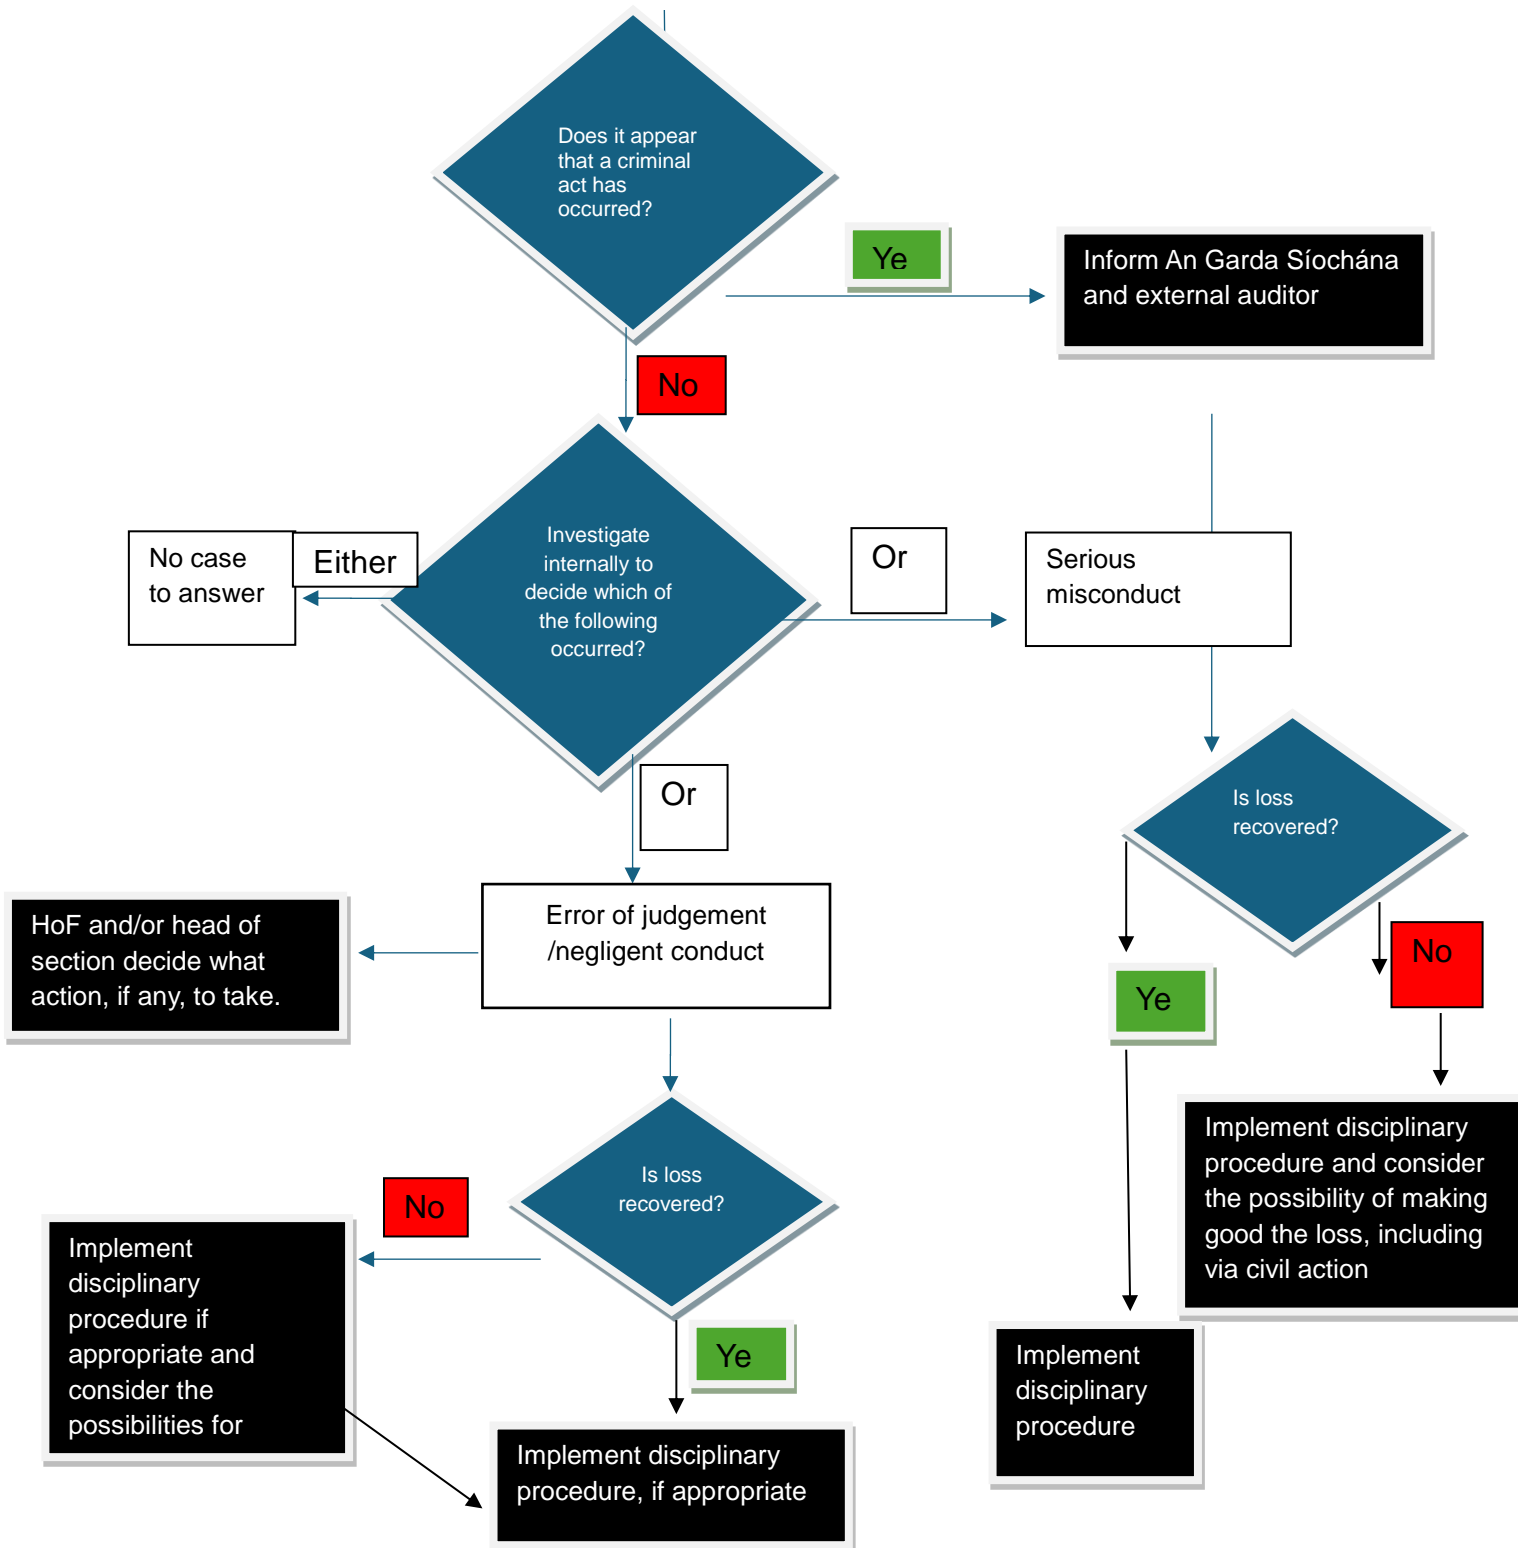 Does it appear
that a criminal
act has
occurred?
Ye
Inform An Garda Síochána
and external auditor
No
No case
to answer
Either
Investigate
internally to
decide which of
the following
occurred?
Or
Serious
misconduct
Or
Is loss
recovered?
HoF and/or head of
section decide what
action, if any, to take.
Error of judgement
/negligent conduct
Ye
No
Is loss
recovered?
No
Implement disciplinary
procedure and consider
the possibility of making
good the loss, including
via civil action
Implement
disciplinary
procedure if
appropriate and
consider the
possibilities for
Ye
Implement
disciplinary
procedure
Implement disciplinary
procedure, if appropriate